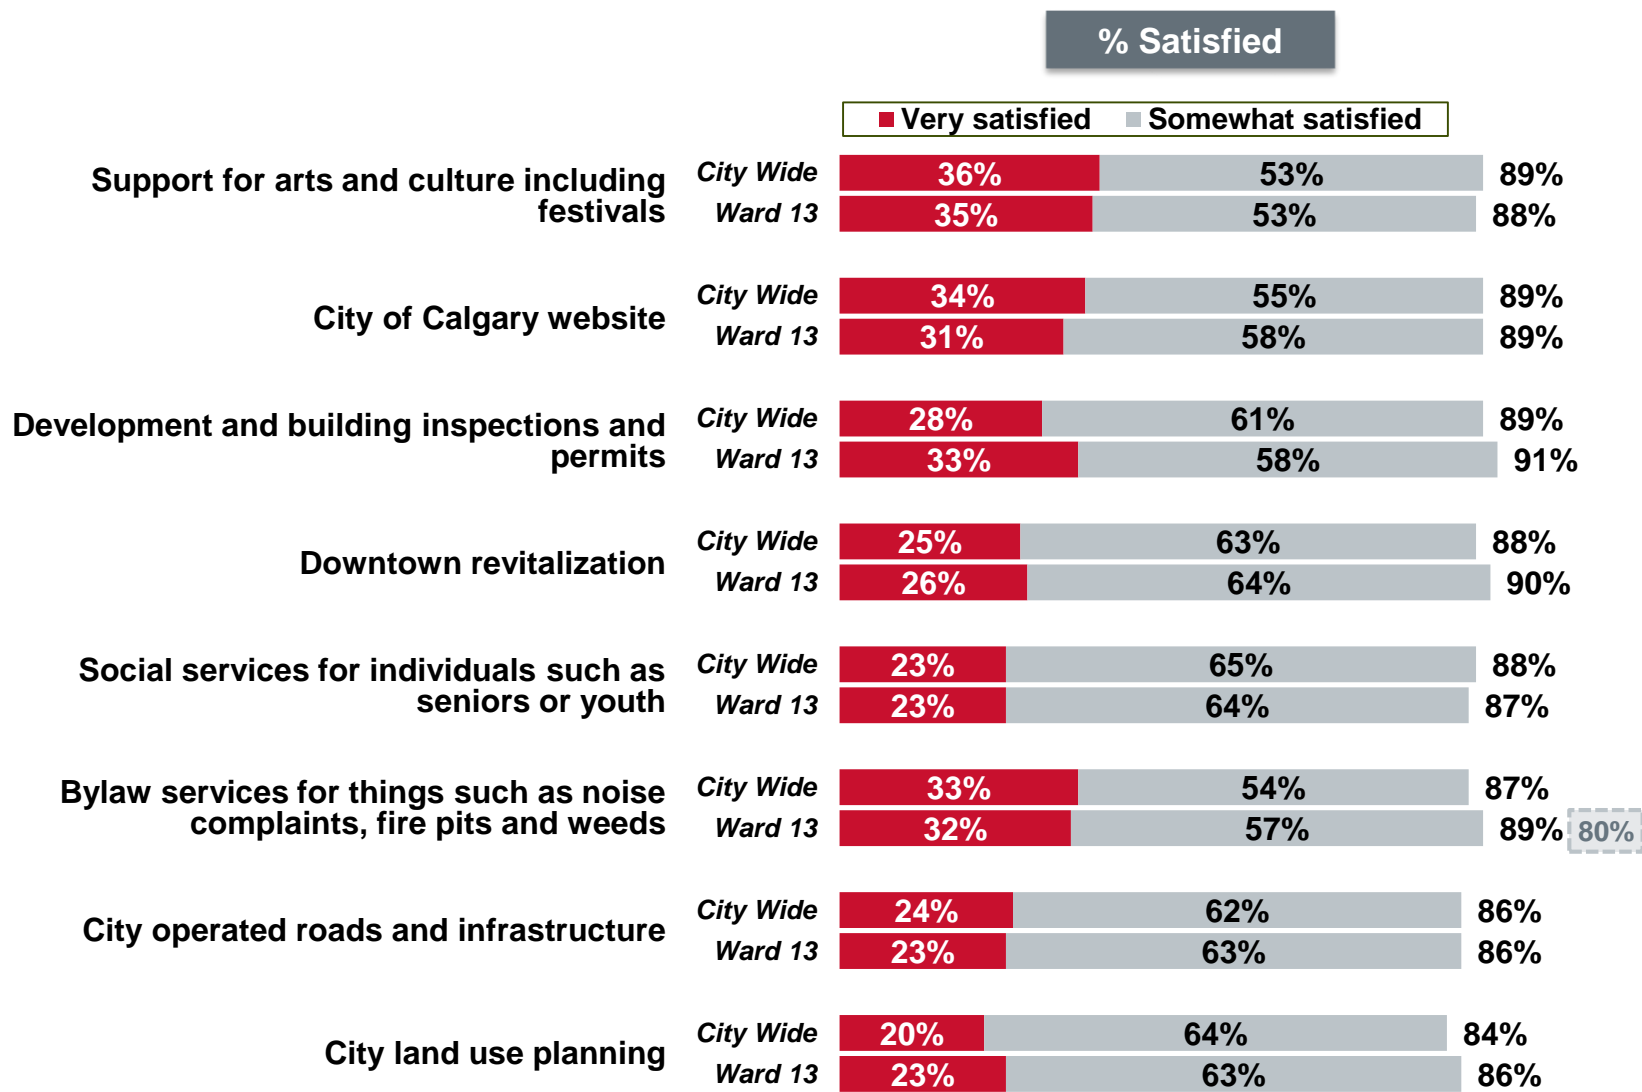 % Satisfied
Very satisfied Somewhat satisfied
Support for arts and culture including
festivals
City Wide 36% 53% 89%
Ward 13 35% 53% 88%
City of Calgary website
City Wide 34% 55% 89%
Ward 13 31% 58% 89%
Development and building inspections and
permits
City Wide 28% 61% 89%
Ward 13 33% 58% 91%
Downtown revitalization
City Wide 25% 63% 88%
Ward 13 26% 64% 90%
Social services for individuals such as
seniors or youth
City Wide 23% 65% 88%
Ward 13 23% 64% 87%
Bylaw services for things such as noise
complaints, fire pits and weeds
City Wide 33% 54% 87%
Ward 13 32% 57% 89% 80%
City operated roads and infrastructure
City Wide 24% 62% 86%
Ward 13 23% 63% 86%
City land use planning
City Wide 20% 64% 84%
Ward 13 23% 63% 86%